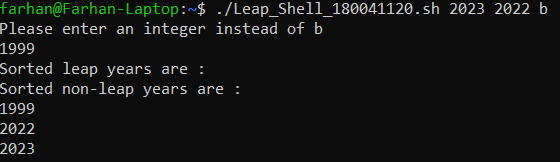 farhan@Farhan-Laptop:~$ ./Leap_Shell_180041120.sh 2023 2022 b
Please enter an integer instead of b
1999
Sorted leap years are :
Sorted non-leap years are :
1999
2022
2023